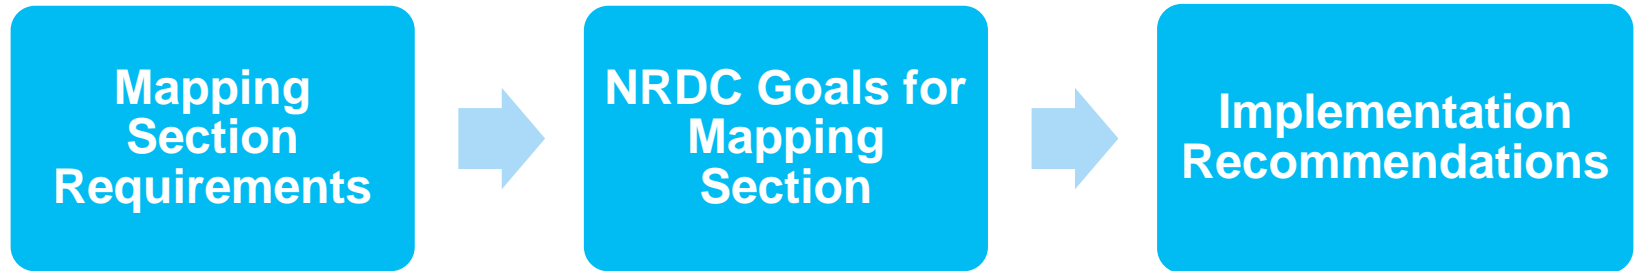 Mapping
Section
Requirements
NRDC Goals for
Mapping
Section
Implementation
Recommendations